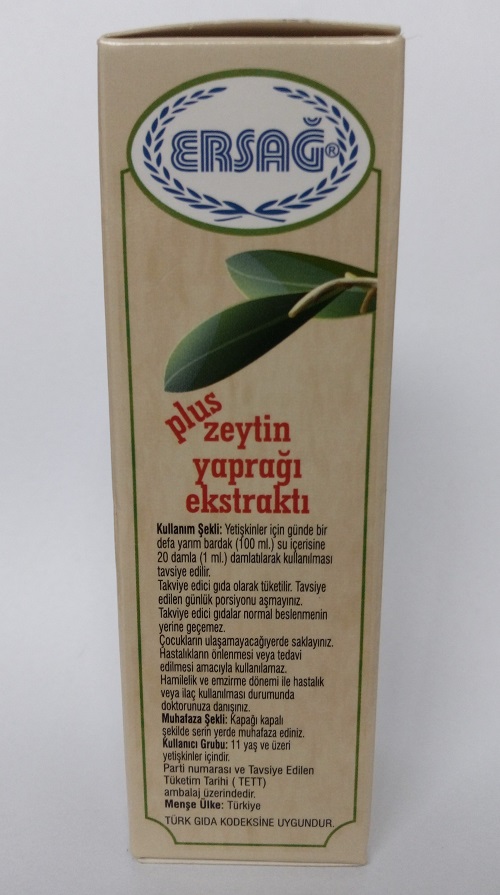 ERSAĞ®
plus
zeytin
yaprağı
ekstraktı
Kullanım Şekli: Yetişkinler için günde bir
defa yarım bardak (100 ml.) su içerisine
20 damla (1 ml.) damlatılarak kullanılması
tavsiye edilir.
Takviye edici gıda olarak tüketilir. Tavsiye
edilen günlük porsiyonu aşmayınız.
Takviye edici gıdalar normal beslenmenin
yerine geçemez.
Çocukların ulaşamayacağıyerde saklayınız.
Hastalıkların önlenmesi veya tedavi
edilmesi amacıyla kullanılamaz.
Hamilelik ve emzirme dönemi ile hastalık
veya ilaç kullanılması durumunda
doktorunuza danışınız.
Muhafaza Şekli: Kapağı kapalı
şekilde serin yerde muhafaza ediniz.
Kullanıcı Grubu: 11 yaş ve üzeri
yetişkinler içindir.
Parti numarası ve Tavsiye Edilen
Tüketim Tarihi ( TETT)
ambalaj üzerindedir.
Menşe Ülke: Türkiye
TÜRK GIDA KODEKSİNE UYGUNDUR.